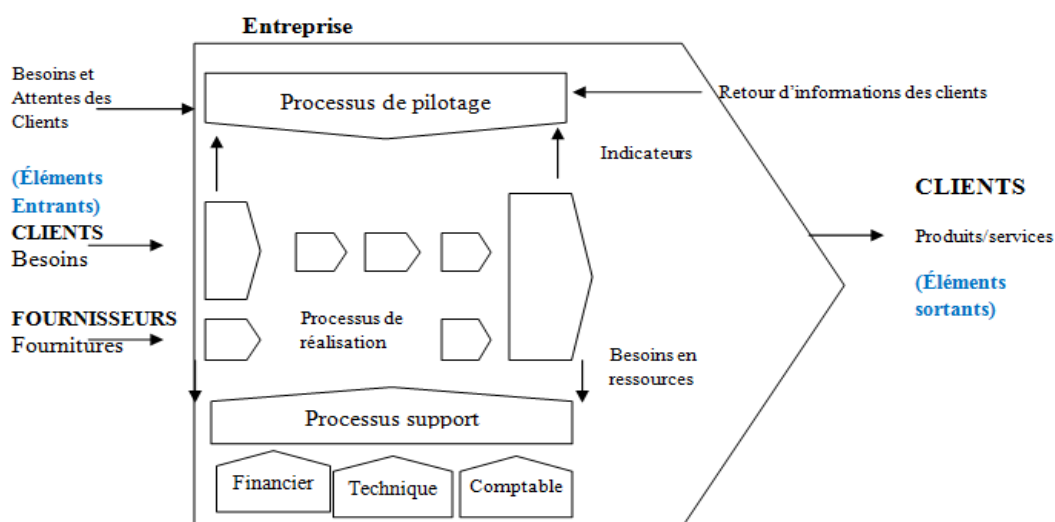 Entreprise
Besoins et
Attentes des
Clients
Processus de pilotage
Retour d'informations des clients
Indicateurs
(Éléments
Entrants)
CLIENTS
Besoins
CLIENTS
Produits/services
(Éléments
sortants)
FOURNISSEURS
Fournitures
Processus de
réalisation
Besoins en
ressources
Processus support
Financier
Technique
Comptable